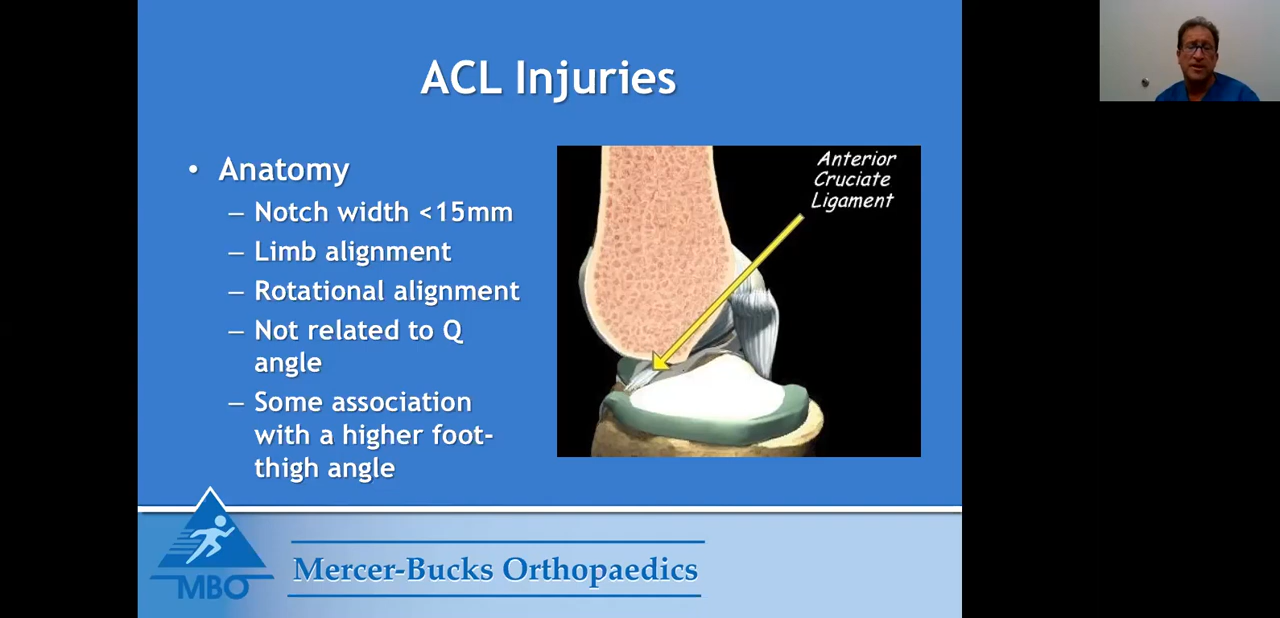 ACL Injuries
• Anatomy
– Notch width <15mm
– Limb alignment
– Rotational alignment
– Not related to Q
angle
– Some association
with a higher foot-
thigh angle
Anterior
Cruciate
Ligament
MBO
Mercer-Bucks Orthopaedics